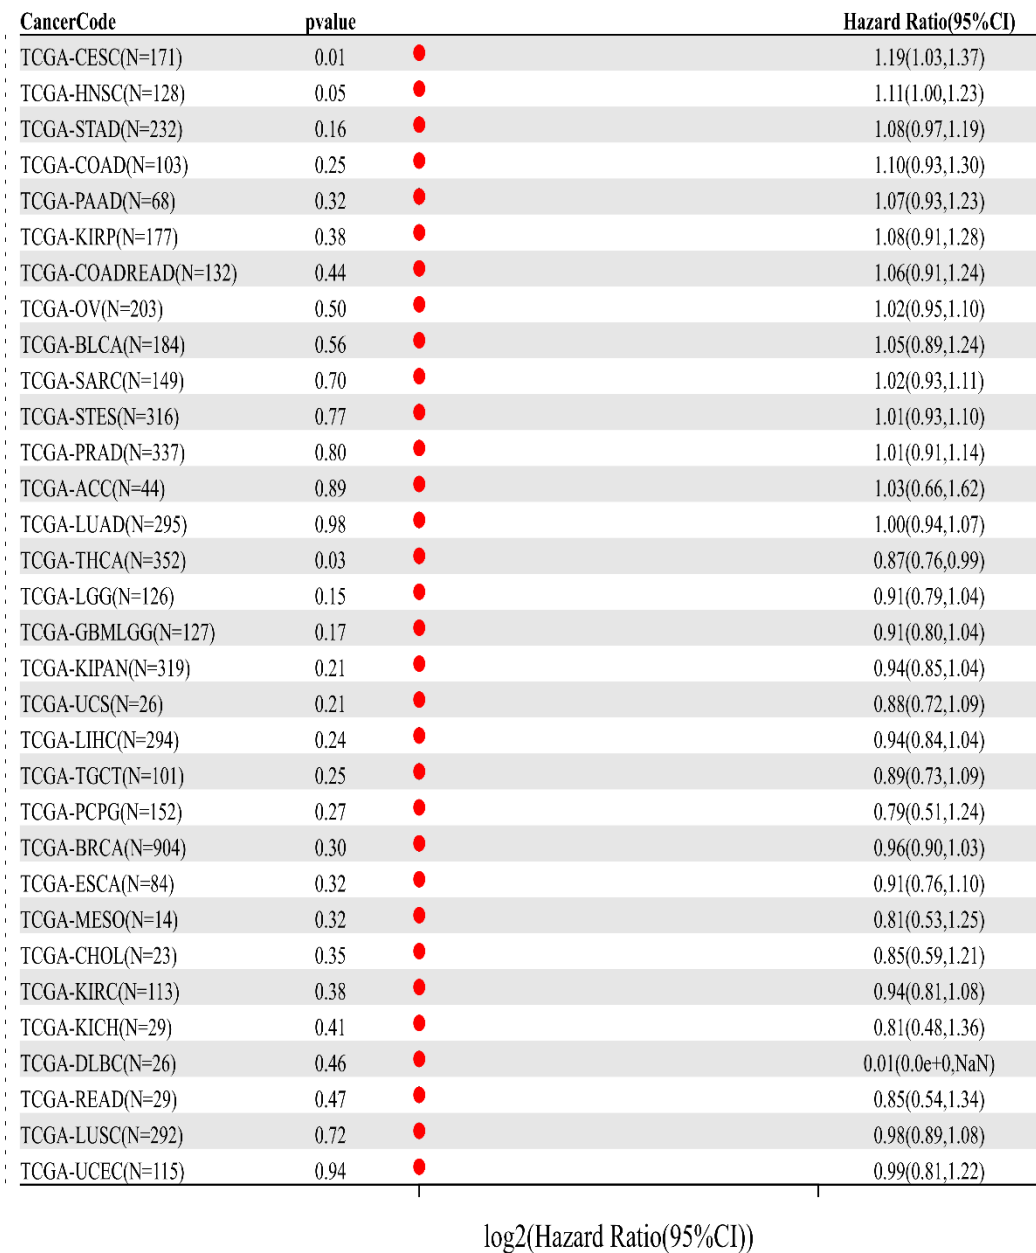 CancerCode pvalue Hazard Ratio(95%CI)
TCGA-CESC(N=171) 0.01 1.19(1.03,1.37)
TCGA-HNSC(N=128) 0.05 1.11(1.00,1.23)
TCGA-STAD(N=232) 0.16 1.08(0.97,1.19)
TCGA-COAD(N=103) 0.25 1.10(0.93,1.30)
TCGA-PAAD(N=68) 0.32 1.07(0.93,1.23)
TCGA-KIRP(N=177) 0.38 1.08(0.91,1.28)
TCGA-COADREAD(N=132) 0.44 1.06(0.91,1.24)
TCGA-OV(N=203) 0.50 1.02(0.95,1.10)
TCGA-BLCA(N=184) 0.56 1.05(0.89,1.24)
TCGA-SARC(N=149) 0.70 1.02(0.93,1.11)
TCGA-STES(N=316) 0.77 1.01(0.93,1.10)
TCGA-PRAD(N=337) 0.80 1.01(0.91,1.14)
TCGA-ACC(N=44) 0.89 1.03(0.66,1.62)
TCGA-LUAD(N=295) 0.98 1.00(0.94,1.07)
TCGA-THCA(N=352) 0.03 0.87(0.76,0.99)
TCGA-LGG(N=126) 0.15 0.91(0.79,1.04)
TCGA-GBMLGG(N=127) 0.17 0.91(0.80,1.04)
TCGA-KIPAN(N=319) 0.21 0.94(0.85,1.04)
TCGA-UCS(N=26) 0.21 0.88(0.72,1.09)
TCGA-LIHC(N=294) 0.24 0.94(0.84,1.04)
TCGA-TGCT(N=101) 0.25 0.89(0.73,1.09)
TCGA-PCPG(N=152) 0.27 0.79(0.51,1.24)
TCGA-BRCA(N=904) 0.30 0.96(0.90,1.03)
TCGA-ESCA(N=84) 0.32 0.91(0.76,1.10)
TCGA-MESO(N=14) 0.32 0.81(0.53,1.25)
TCGA-CHOL(N=23) 0.35 0.85(0.59,1.21)
TCGA-KIRC(N=113) 0.38 0.94(0.81,1.08)
TCGA-KICH(N=29) 0.41 0.81(0.48,1.36)
TCGA-DLBC(N=26) 0.46 0.01(0.0e+0,NaN)
TCGA-READ(N=29) 0.47 0.85(0.54,1.34)
TCGA-LUSC(N=292) 0.72 0.98(0.89,1.08)
TCGA-UCEC(N=115) 0.94 0.99(0.81,1.22)
log2(Hazard Ratio(95%CI))